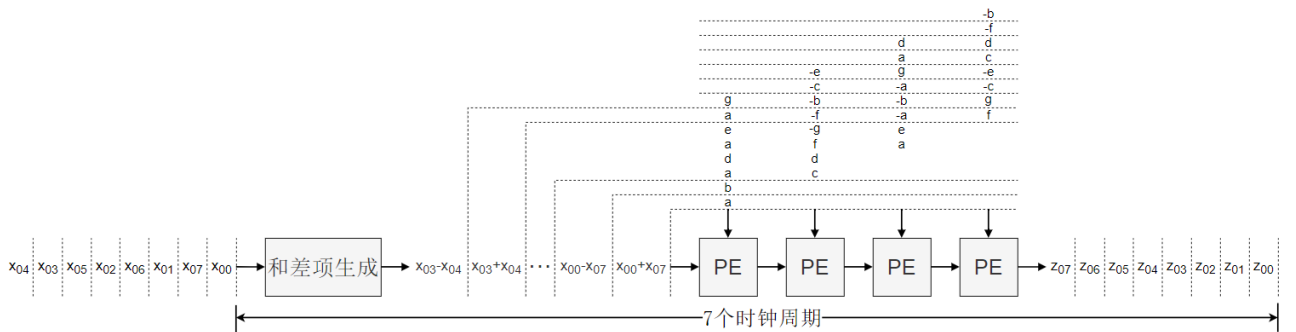 -b
-f
d d
a c
-e g -e
-c -a -c
g -b -b g
a -f -a f
e -g e
a f a
d d
a c
b
a
x₀₄ x₀₃ x₀₅ x₀₂ x₀₆ x₀₁ x₀₇ x₀₀ 和差项生成 x₀₃-x₀₄ x₀₃+x₀₄ ··· x₀₀-x₀₇ x₀₀+x₀₇ PE PE PE PE z₀₇ z₀₆ z₀₅ z₀₄ z₀₃ z₀₂ z₀₁ z₀₀
7个时钟周期